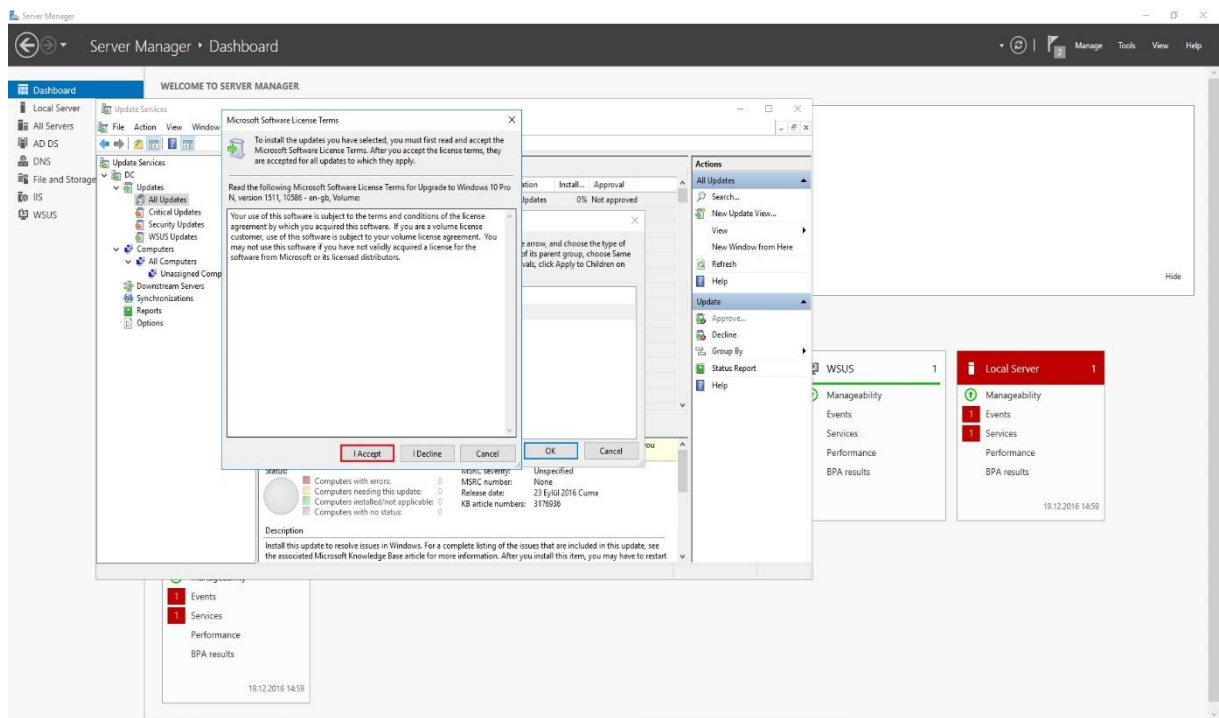 Server Manager
Server Manager • Dashboard
2
Manage
Tools
View
Help
Dashboard
Local Server
All Servers
AD DS
DNS
File and Storage
IIS
WSUS
WELCOME TO SERVER MANAGER
Hide
Update Services
File Action View Window
Update Services
DC
Updates
All Updates
Critical Updates
Security Updates
WSUS Updates
Computers
All Computers
Unassigned Comp
Downstream Servers
Synchronizations
Reports
Options
Microsoft Software License Terms
To install the updates you have selected, you must first read and accept the
Microsoft Software License Terms. After you accept the license terms, they
are accepted for all updates to which they apply.
Read the following Microsoft Software License Terms for Upgrade to Windows 10 Pro
N, version 1511, 10586 - en-gb, Volume:
Your use of this software is subject to the terms and conditions of the license
agreement by which you acquired this software. If you are a volume license
customer, use of this software is subject to your volume license agreement. You
may not use this software if you have not validly acquired a license for the
software from Microsoft or its licensed distributors.
I Accept
I Decline
Cancel
ation Install... Approval
Updates 0% Not approved
e arrow, and choose the type of
of its parent group, choose Same
vals, click Apply to Children on
OK
Cancel
you
Status:
Computers with errors: 0
Computers needing this update: 0
Computers installed/not applicable: 0
Computers with no status: 0
MSRC severity: Unspecified
MSRC number: None
Release date: 23 Eylül 2016 Cuma
KB article numbers: 3176936
Description
Install this update to resolve issues in Windows. For a complete listing of the issues that are included in this update, see
the associated Microsoft Knowledge Base article for more information. After you install this item, you may have to restart
Actions
All Updates
Search...
New Update View...
View
New Window from Here
Refresh
Help
Update
Approve...
Decline
Group By
Status Report
Help
WSUS 1
Manageability
Events
Services
Performance
BPA results
Local Server 1
Manageability
1 Events
1 Services
Performance
BPA results
19.12.2016 14:59
Manageability
1 Events
1 Services
Performance
BPA results
19.12.2016 14:59